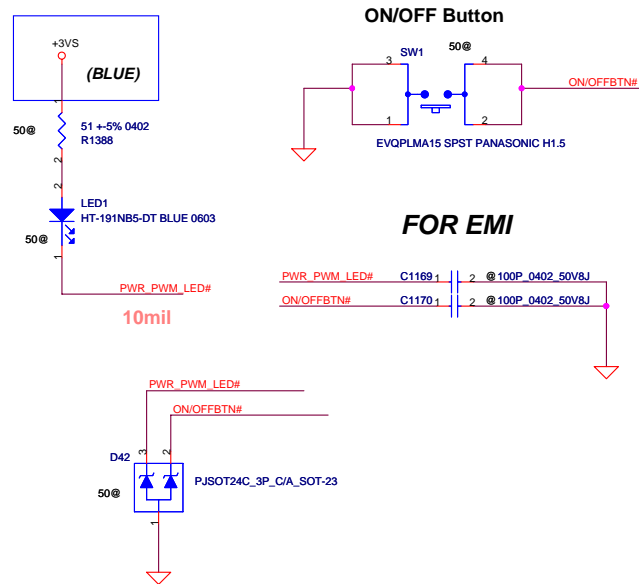 +3VS
(BLUE)
1
50@
51 +-5% 0402
R1388
2
2
LED1
HT-191NB5-DT BLUE 0603
50@
1
PWR_PWM_LED#
10mil
ON/OFF Button
SW1
50@
3
4
ON/OFFBTN#
1
2
EVQPLMA15 SPST PANASONIC H1.5
FOR EMI
PWR_PWM_LED#
C1169
1
2
@100P_0402_50V8J
ON/OFFBTN#
C1170
1
2
@100P_0402_50V8J
PWR_PWM_LED#
ON/OFFBTN#
3
2
D42
50@
PJSOT24C_3P_C/A_SOT-23
1